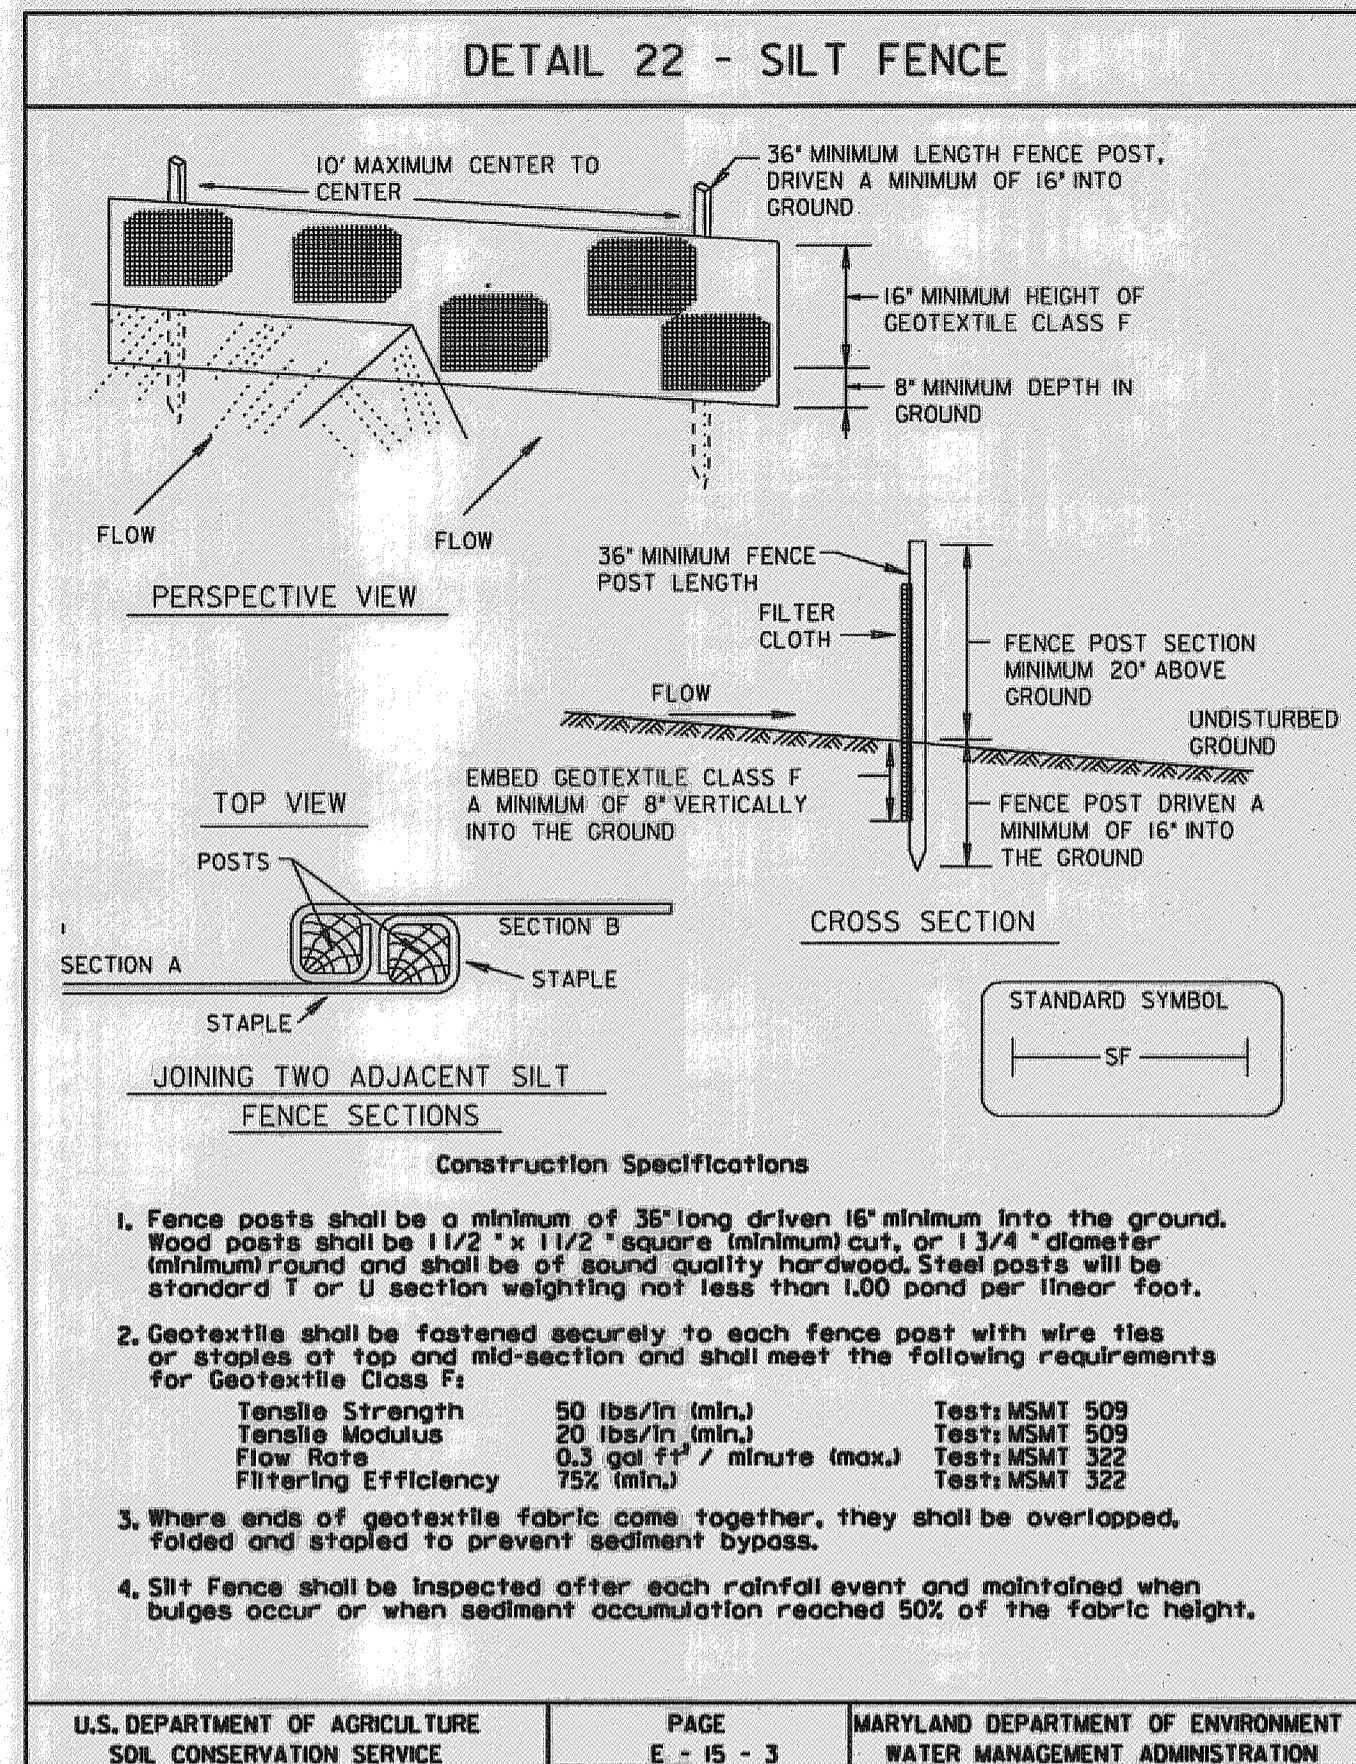 DETAIL 22 - SILT FENCE
10' MAXIMUM CENTER TO
CENTER
36" MINIMUM LENGTH FENCE POST,
DRIVEN A MINIMUM OF 16" INTO
GROUND
16" MINIMUM HEIGHT OF
GEOTEXTILE CLASS F
8" MINIMUM DEPTH IN
GROUND
FLOW
FLOW
PERSPECTIVE VIEW
36" MINIMUM FENCE
POST LENGTH
FILTER
CLOTH
FENCE POST SECTION
MINIMUM 20" ABOVE
GROUND
FLOW
UNDISTURBED
GROUND
EMBED GEOTEXTILE CLASS F
A MINIMUM OF 8" VERTICALLY
INTO THE GROUND
FENCE POST DRIVEN A
MINIMUM OF 16" INTO
THE GROUND
CROSS SECTION
TOP VIEW
POSTS
SECTION B
SECTION A
STAPLE
STAPLE
JOINING TWO ADJACENT SILT
FENCE SECTIONS
STANDARD SYMBOL
SF
Construction Specifications
1. Fence posts shall be a minimum of 36" long driven 16" minimum into the ground.
Wood posts shall be 1 1/2 " x 1 1/2 " square (minimum) cut, or 1 3/4 " diameter
(minimum) round and shall be of sound quality hardwood. Steel posts will be
standard T or U section weighting not less than 1.00 pond per linear foot.
2. Geotextile shall be fastened securely to each fence post with wire ties
or staples at top and mid-section and shall meet the following requirements
for Geotextile Class F:
Tensile Strength 50 lbs/in (min.) Test: MSMT 509
Tensile Modulus 20 lbs/in (min.) Test: MSMT 509
Flow Rate 0.3 gal ft² / minute (max.) Test: MSMT 322
Filtering Efficiency 75% (min.) Test: MSMT 322
3. Where ends of geotextile fabric come together, they shall be overlapped,
folded and stapled to prevent sediment bypass.
4. Silt Fence shall be inspected after each rainfall event and maintained when
bulges occur or when sediment accumulation reached 50% of the fabric height.
U.S. DEPARTMENT OF AGRICULTURE
SOIL CONSERVATION SERVICE
PAGE
E - 15 - 3
MARYLAND DEPARTMENT OF ENVIRONMENT
WATER MANAGEMENT ADMINISTRATION